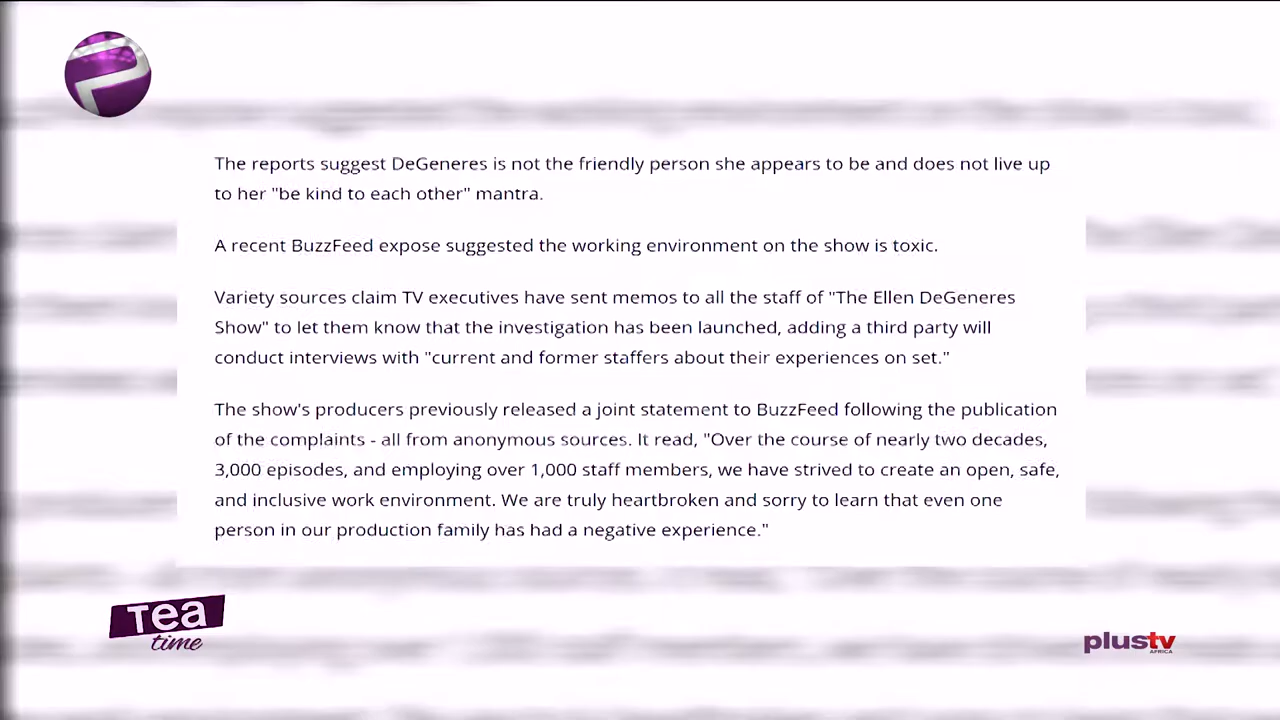 The reports suggest DeGeneres is not the friendly person she appears to be and does not live up
to her "be kind to each other" mantra.
A recent BuzzFeed expose suggested the working environment on the show is toxic.
Variety sources claim TV executives have sent memos to all the staff of "The Ellen DeGeneres
Show" to let them know that the investigation has been launched, adding a third party will
conduct interviews with "current and former staffers about their experiences on set."
The show's producers previously released a joint statement to BuzzFeed following the publication
of the complaints - all from anonymous sources. It read, "Over the course of nearly two decades,
3,000 episodes, and employing over 1,000 staff members, we have strived to create an open, safe,
and inclusive work environment. We are truly heartbroken and sorry to learn that even one
person in our production family has had a negative experience."
Tea
time
plustv
AFRICA